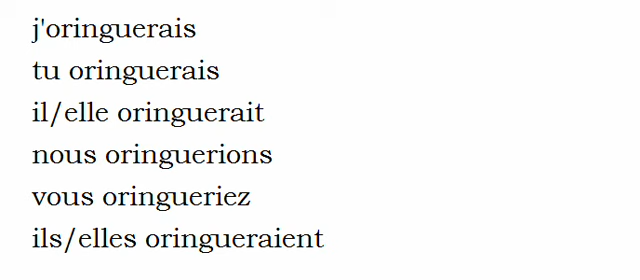 j'oringuerais
tu oringuerais
il/elle oringuerait
nous oringuerions
vous oringueriez
ils/elles oringueraient